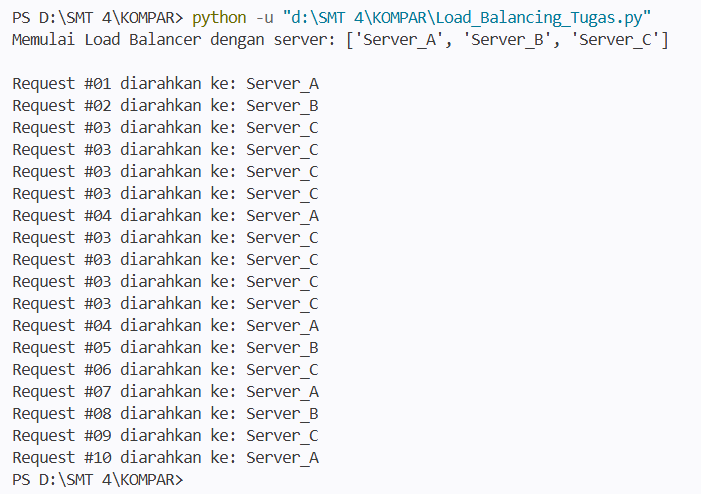 PS D:\SMT 4\KOMPAR> python -u "d:\SMT 4\KOMPAR\Load_Balancing_Tugas.py"
Memulai Load Balancer dengan server: ['Server_A', 'Server_B', 'Server_C']
Request #01 diarahkan ke: Server_A
Request #02 diarahkan ke: Server_B
Request #03 diarahkan ke: Server_C
Request #03 diarahkan ke: Server_C
Request #03 diarahkan ke: Server_C
Request #03 diarahkan ke: Server_C
Request #04 diarahkan ke: Server_A
Request #03 diarahkan ke: Server_C
Request #03 diarahkan ke: Server_C
Request #03 diarahkan ke: Server_C
Request #03 diarahkan ke: Server_C
Request #04 diarahkan ke: Server_A
Request #05 diarahkan ke: Server_B
Request #06 diarahkan ke: Server_C
Request #07 diarahkan ke: Server_A
Request #08 diarahkan ke: Server_B
Request #09 diarahkan ke: Server_C
Request #10 diarahkan ke: Server_A
PS D:\SMT 4\KOMPAR>